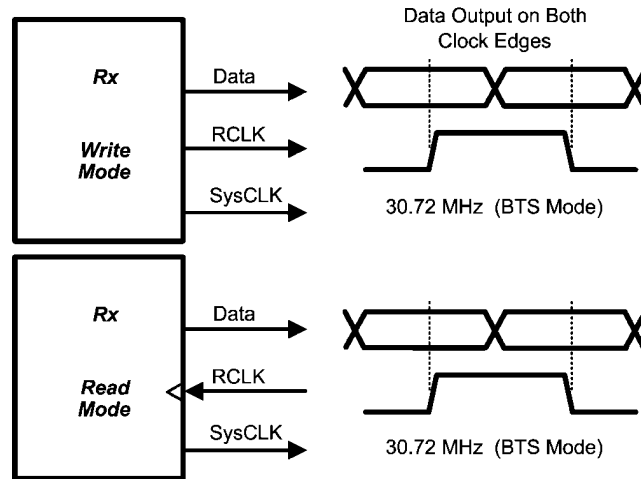 Data Output on Both
Clock Edges
Rx
Data
RCLK
Write
Mode
SysCLK
30.72 MHz (BTS Mode)
Rx
Data
RCLK
Read
Mode
SysCLK
30.72 MHz (BTS Mode)